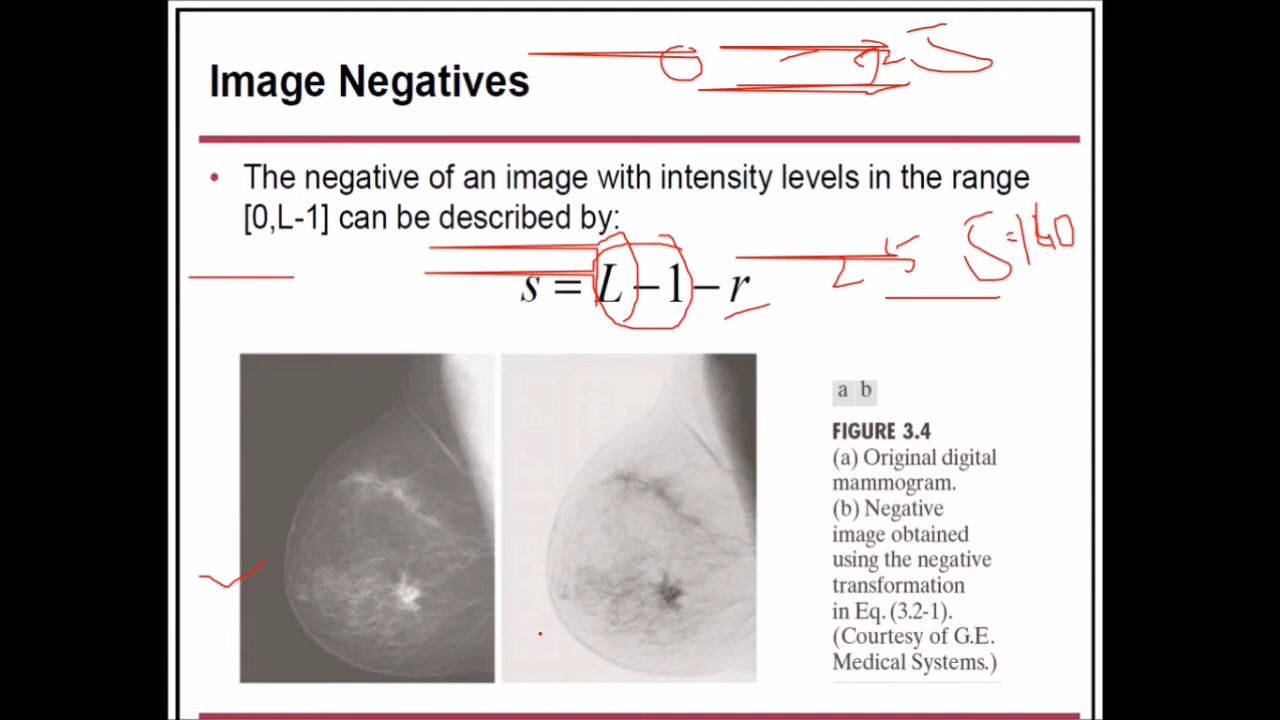 Image Negatives
• The negative of an image with intensity levels in the range
[0,L-1] can be described by:
s = L – 1 – r
a b
FIGURE 3.4
(a) Original digital
mammogram.
(b) Negative
image obtained
using the negative
transformation
in Eq. (3.2-1).
(Courtesy of G.E.
Medical Systems.)